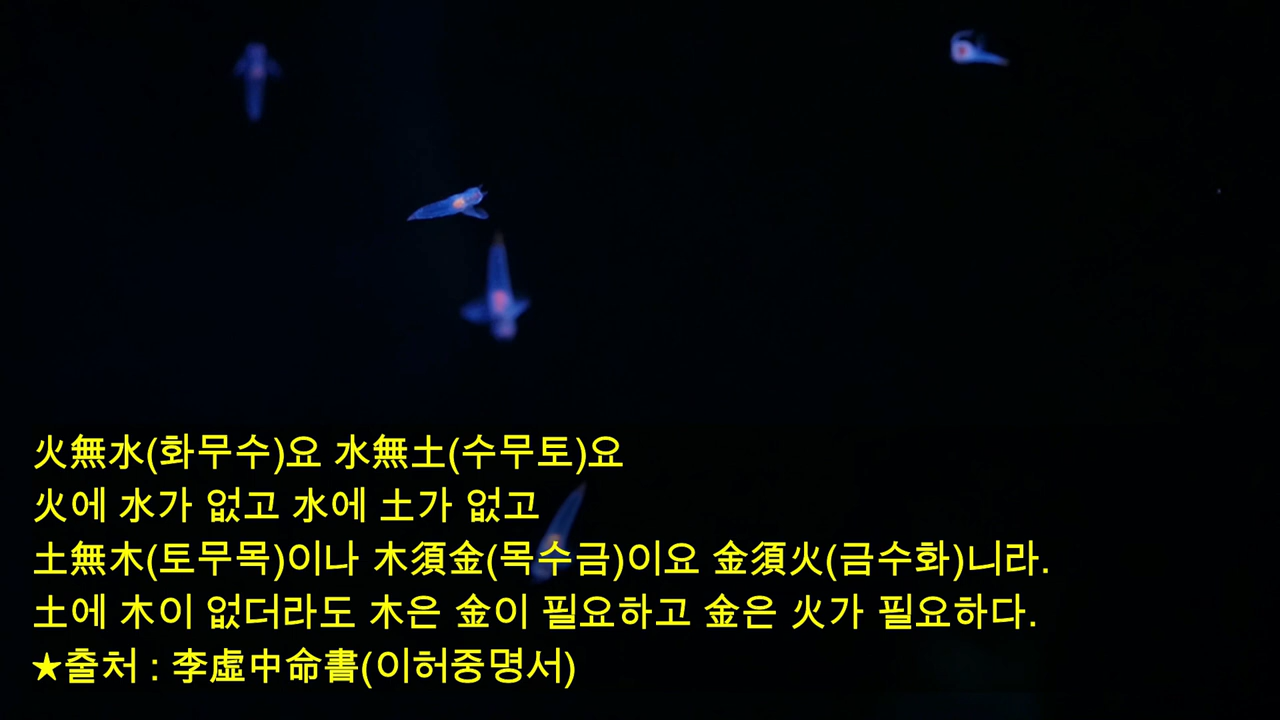 火無水(화무수)요 水無土(수무토)요
火에 水가 없고 水에 土가 없고
土無木(토무목)이나 木須金(목수금)이요 金須火(금수화)니라.
土에 木이 없더라도 木은 金이 필요하고 金은 火가 필요하다.
★출처 : 李虛中命書(이허중명서)